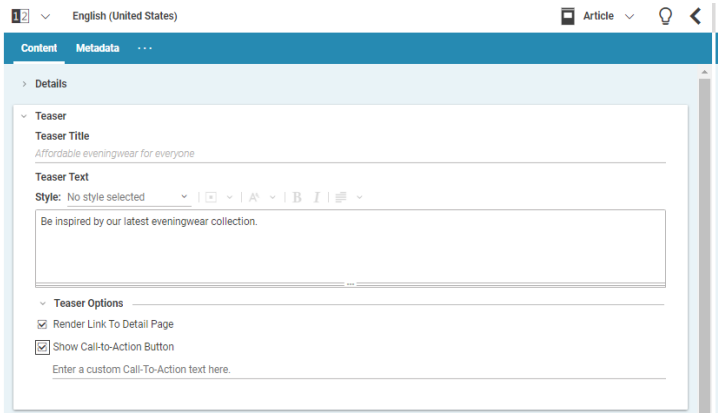 12 English (United States) Article
Content Metadata ...
Details
Teaser
Teaser Title
Affordable eveningwear for everyone
Teaser Text
Style: No style selected A B I
Be inspired by our latest eveningwear collection.
Teaser Options
Render Link To Detail Page
Show Call-to-Action Button
Enter a custom Call-To-Action text here.